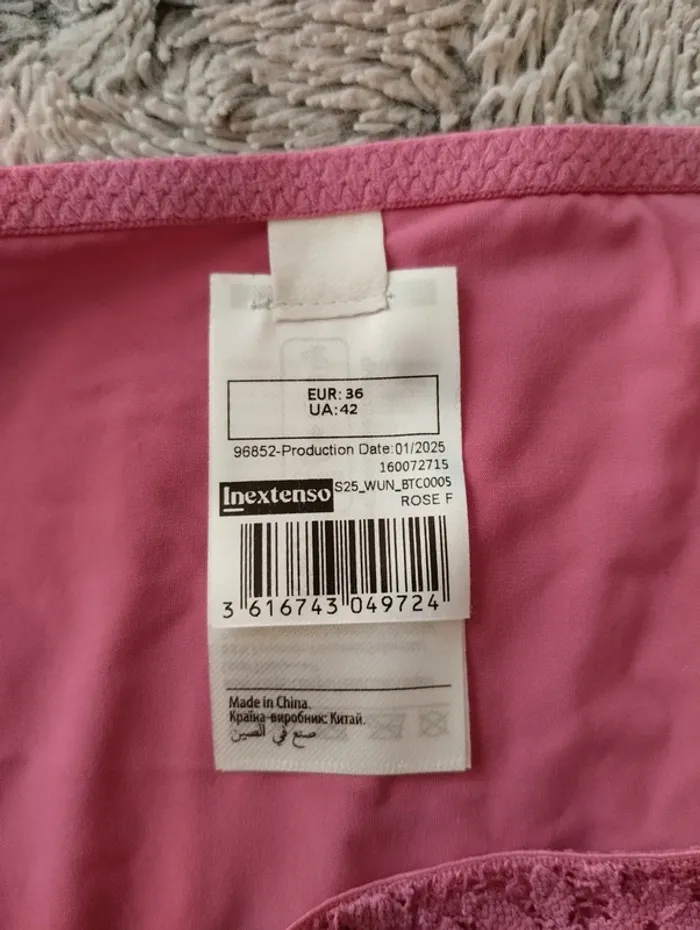 EUR: 36
UA:42
96852-Production Date:01/2025
160072715
Inextenso S25_WUN_BTC0005
ROSE F
3 616743 049724
Made in China.
Країна-виробник: Китай.
صنع في الصين